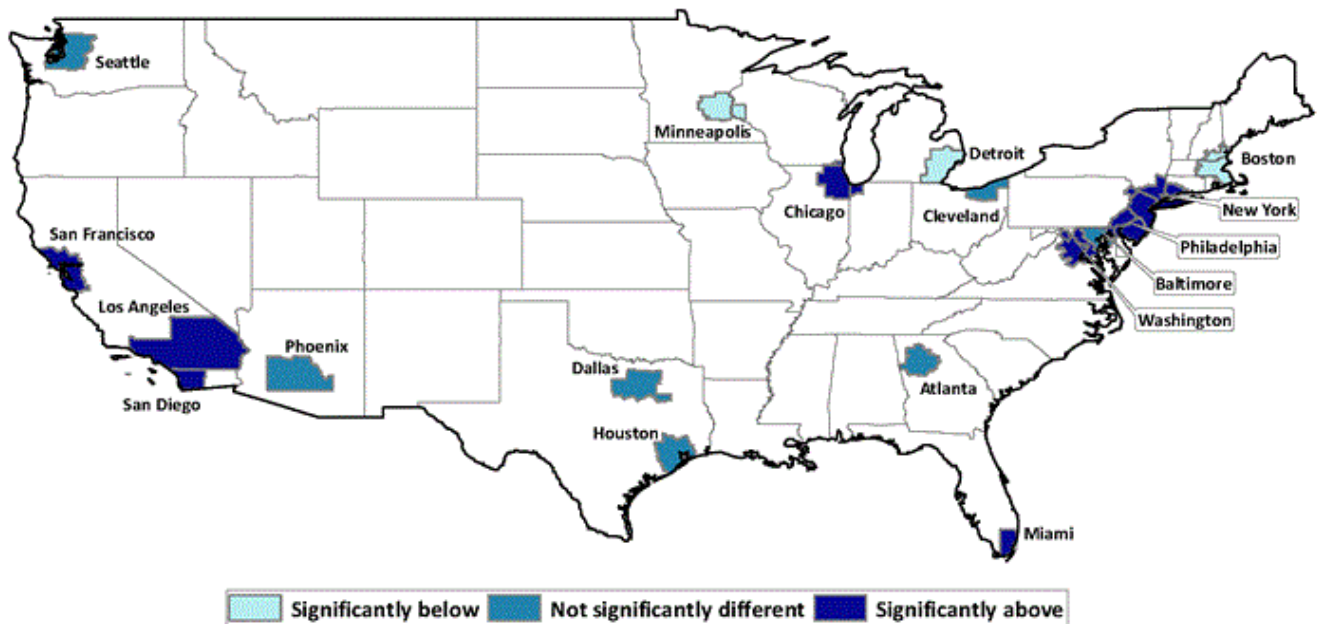 Seattle
Minneapolis
Detroit
Boston
Chicago
Cleveland
New York
San Francisco
Philadelphia
Baltimore
Los Angeles
Washington
Phoenix
Dallas
Atlanta
San Diego
Houston
Miami
Significantly below
Not significantly different
Significantly above